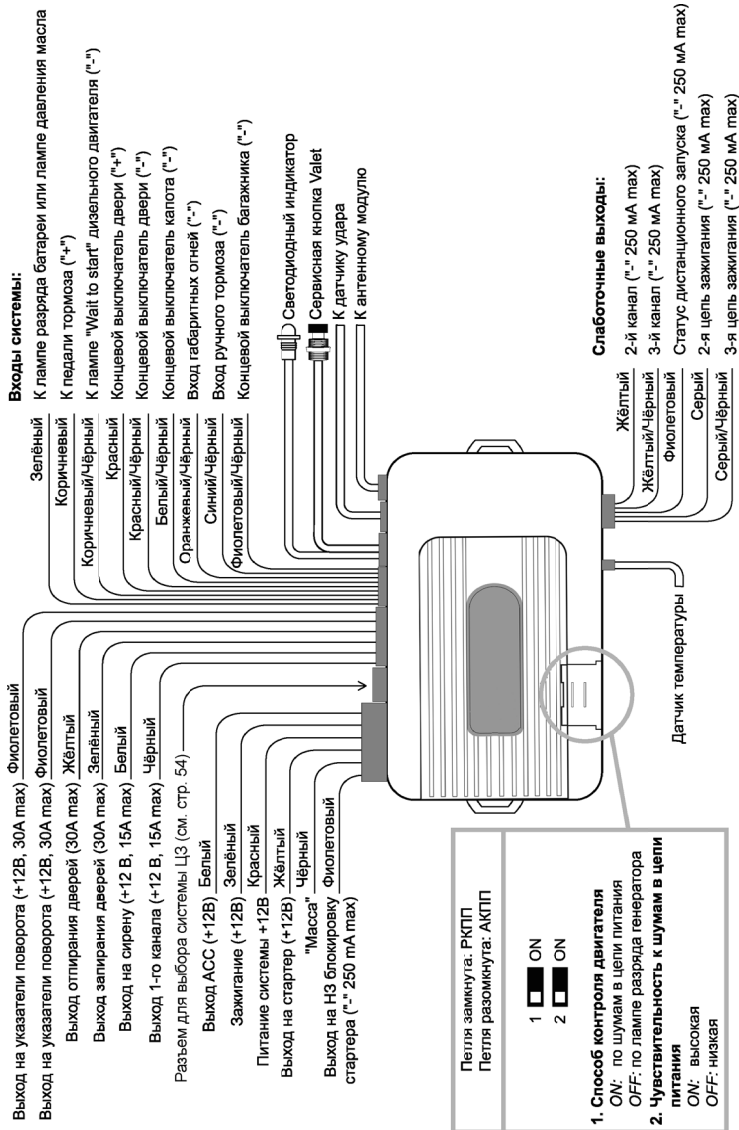 Входы системы:
Зелёный К лампе разряда батареи или лампе давления масла
Коричневый К педали тормоза ("+")
Коричневый/Чёрный К лампе "Wait to start" дизельного двигателя ("-")
Красный Концевой выключатель двери ("+")
Красный/Чёрный Концевой выключатель двери ("-")
Белый/Чёрный Концевой выключатель капота ("-")
Оранжевый/Чёрный Вход габаритных огней ("-")
Синий/Чёрный Вход ручного тормоза ("-")
Фиолетовый/Чёрный Концевой выключатель багажника ("-")
Светодиодный индикатор
Сервисная кнопка Valet
К датчику удара
К антенному модулю
Выход на указатели поворота (+12В, 30А max) Фиолетовый
Выход на указатели поворота (+12В, 30А max) Фиолетовый
Выход отпирания дверей (30А max) Жёлтый
Выход запирания дверей (30А max) Зелёный
Выход на сирену (+12 В, 15А max) Белый
Выход 1-го канала (+12 В, 15А max) Чёрный
Разъем для выбора системы ЦЗ (см. стр. 54)
Выход АСС (+12В) Белый
Зажигание (+12В) Зелёный
Питание системы +12В Красный
Выход на стартер (+12В) Жёлтый
"Масса" Чёрный
Выход на НЗ блокировку Фиолетовый
стартера ("-" 250 mA max)
Слаботочные выходы:
Жёлтый 2-й канал ("-" 250 мА max)
Жёлтый/Чёрный 3-й канал ("-" 250 мА max)
Фиолетовый Статус дистанционного запуска ("-" 250 мА max)
Серый 2-я цепь зажигания ("-" 250 мА max)
Серый/Чёрный 3-я цепь зажигания ("-" 250 мА max)
Датчик температуры
Петля замкнута: РКПП
Петля разомкнута: АКПП
1 ON
2 ON
1. Способ контроля двигателя
ON: по шумам в цепи питания
OFF: по лампе разряда генератора
2. Чувствительность к шумам в цепи
питания
ON: высокая
OFF: низкая